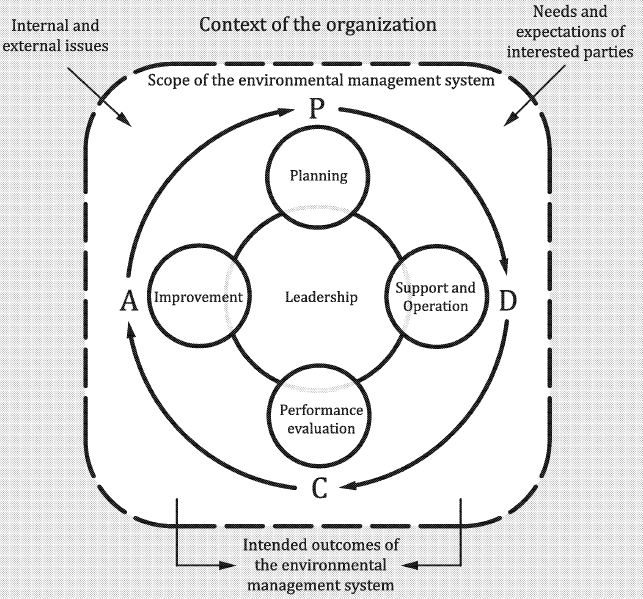 Context of the organization
Internal and
external issues
Needs and
expectations of
interested parties
Scope of the environmental management system
P
Planning
A
Improvement
Leadership
Support and
Operation
D
Performance
evaluation
C
Intended outcomes of
the environmental
management system